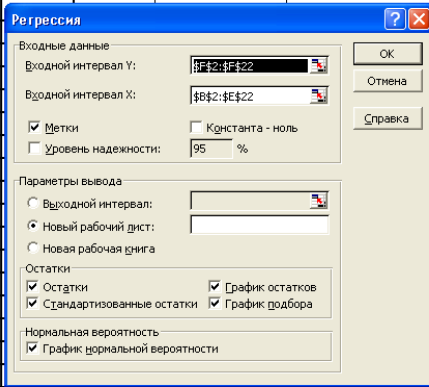 Регрессия
Входные данные
Входной интервал Y: $F$2:$F$22
Входной интервал X: $B$2:$E$22
Метки Константа - ноль
Уровень надежности: 95 %
ОК
Отмена
Справка
Параметры вывода
Выходной интервал:
Новый рабочий лист:
Новая рабочая книга
Остатки
Остатки График остатков
Стандартизованные остатки График подбора
Нормальная вероятность
График нормальной вероятности